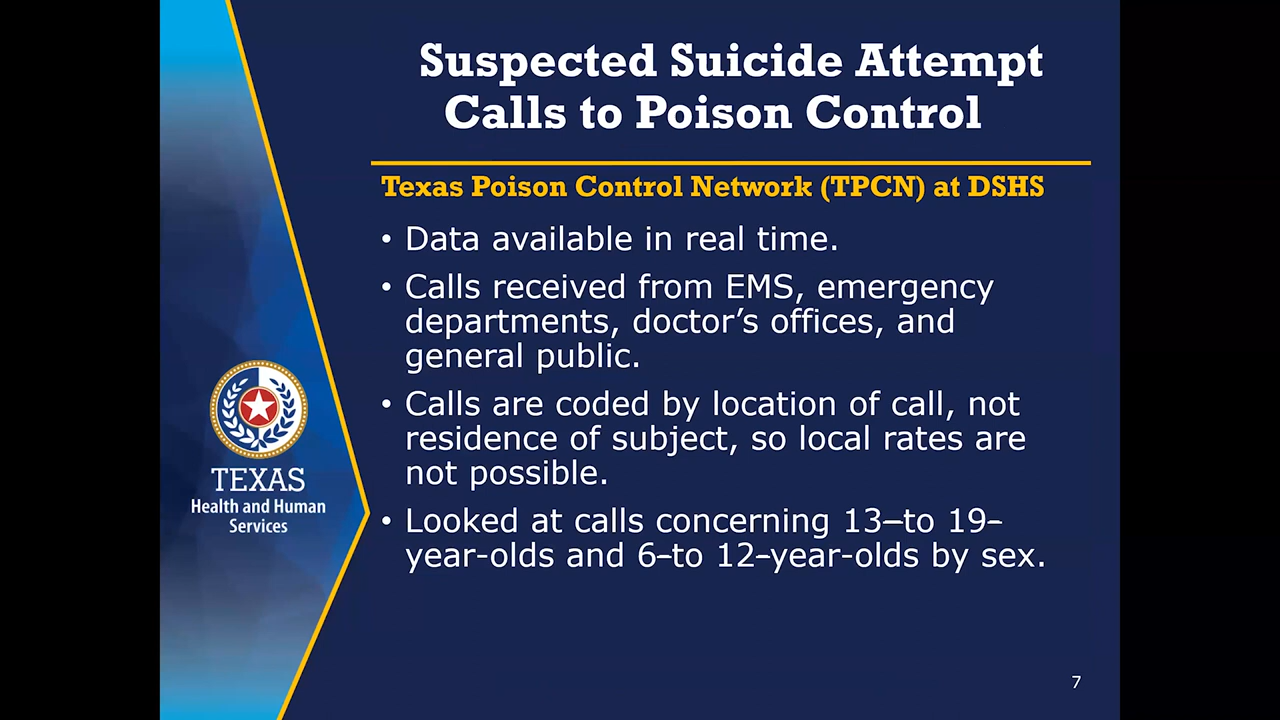 Suspected Suicide Attempt
Calls to Poison Control
Texas Poison Control Network (TPCN) at DSHS
• Data available in real time.
• Calls received from EMS, emergency
departments, doctor’s offices, and
general public.
• Calls are coded by location of call, not
residence of subject, so local rates are
not possible.
• Looked at calls concerning 13–to 19-
year-olds and 6-to 12-year-olds by sex.
TEXAS
Health and Human
Services
7